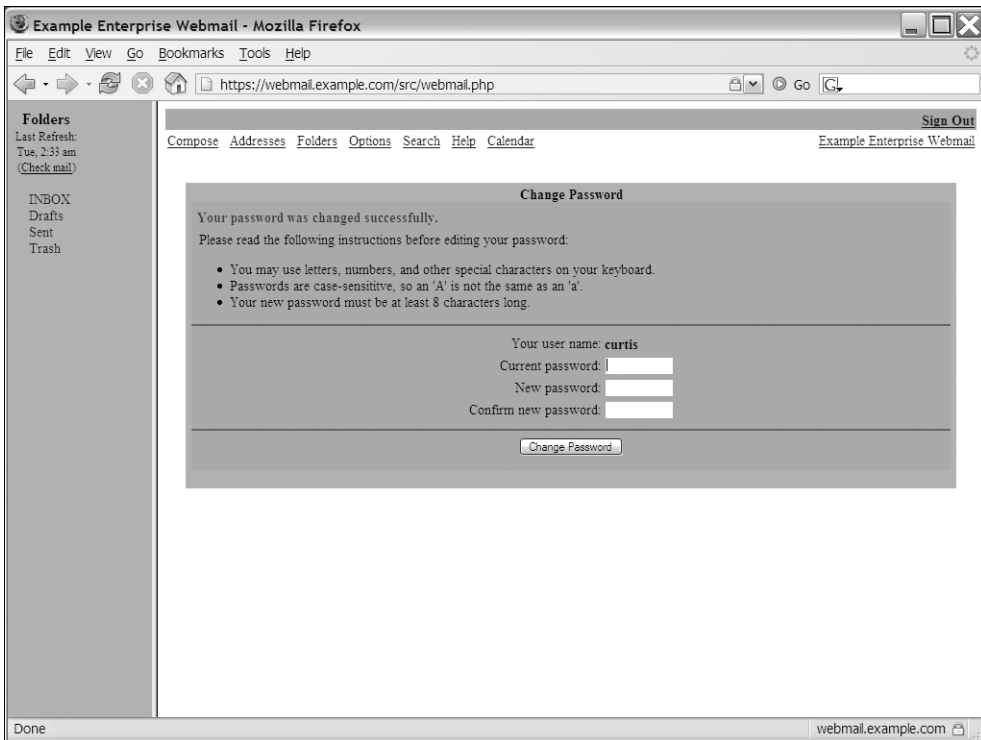 Example Enterprise Webmail - Mozilla Firefox
File Edit View Go Bookmarks Tools Help
https://webmail.example.com/src/webmail.php Go G
Folders
Last Refresh:
Tue, 2:33 am
(Check mail)
INBOX
Drafts
Sent
Trash
Sign Out
Compose Addresses Folders Options Search Help Calendar Example Enterprise Webmail
Change Password
Your password was changed successfully.
Please read the following instructions before editing your password:
• You may use letters, numbers, and other special characters on your keyboard.
• Passwords are case-sensititve, so an 'A' is not the same as an 'a'.
• Your new password must be at least 8 characters long.
Your user name: curtis
Current password:
New password:
Confirm new password:
Change Password
Done webmail.example.com